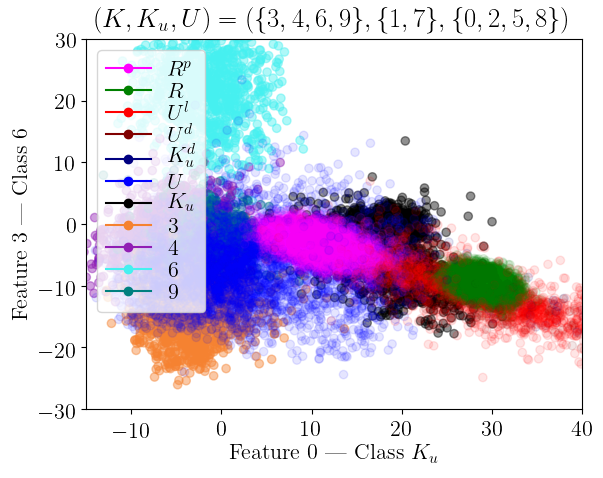 (K, K_u, U) = ({3, 4, 6, 9}, {1, 7}, {0, 2, 5, 8})
Feature 3 — Class 6
30
20
10
0
−10
−20
−30
R^p
R
U^l
U^d
K_u^d
U
K_u
3
4
6
9
−10
0
10
20
30
40
Feature 0 — Class K_u